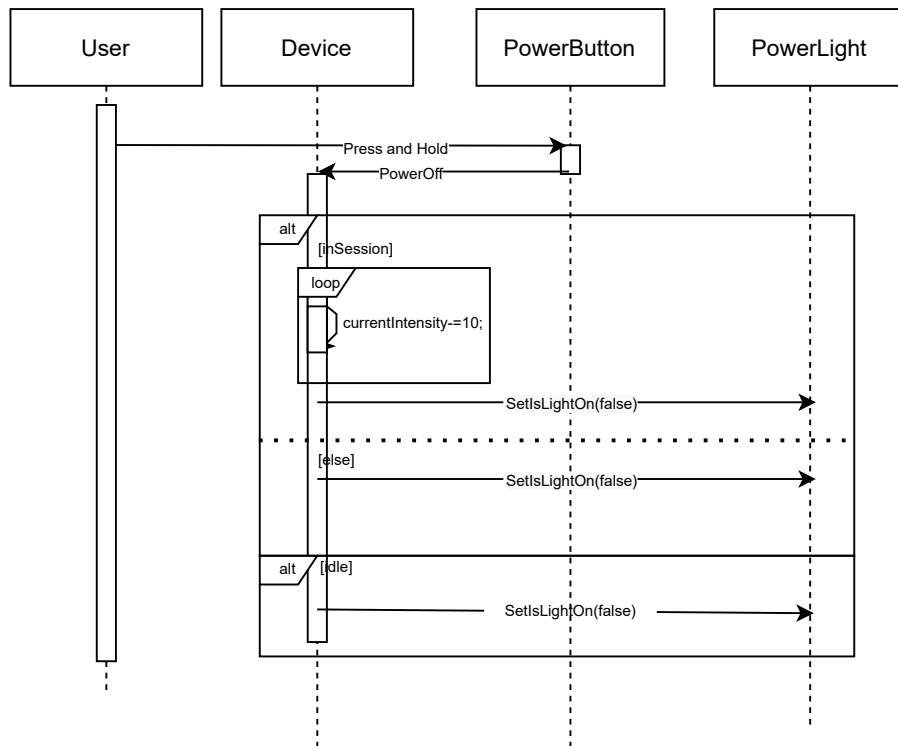 User
Device
PowerButton
PowerLight
Press and Hold
PowerOff
alt
[inSession]
loop
currentIntensity-=10;
SetIsLightOn(false)
[else]
SetIsLightOn(false)
alt
[idle]
SetIsLightOn(false)